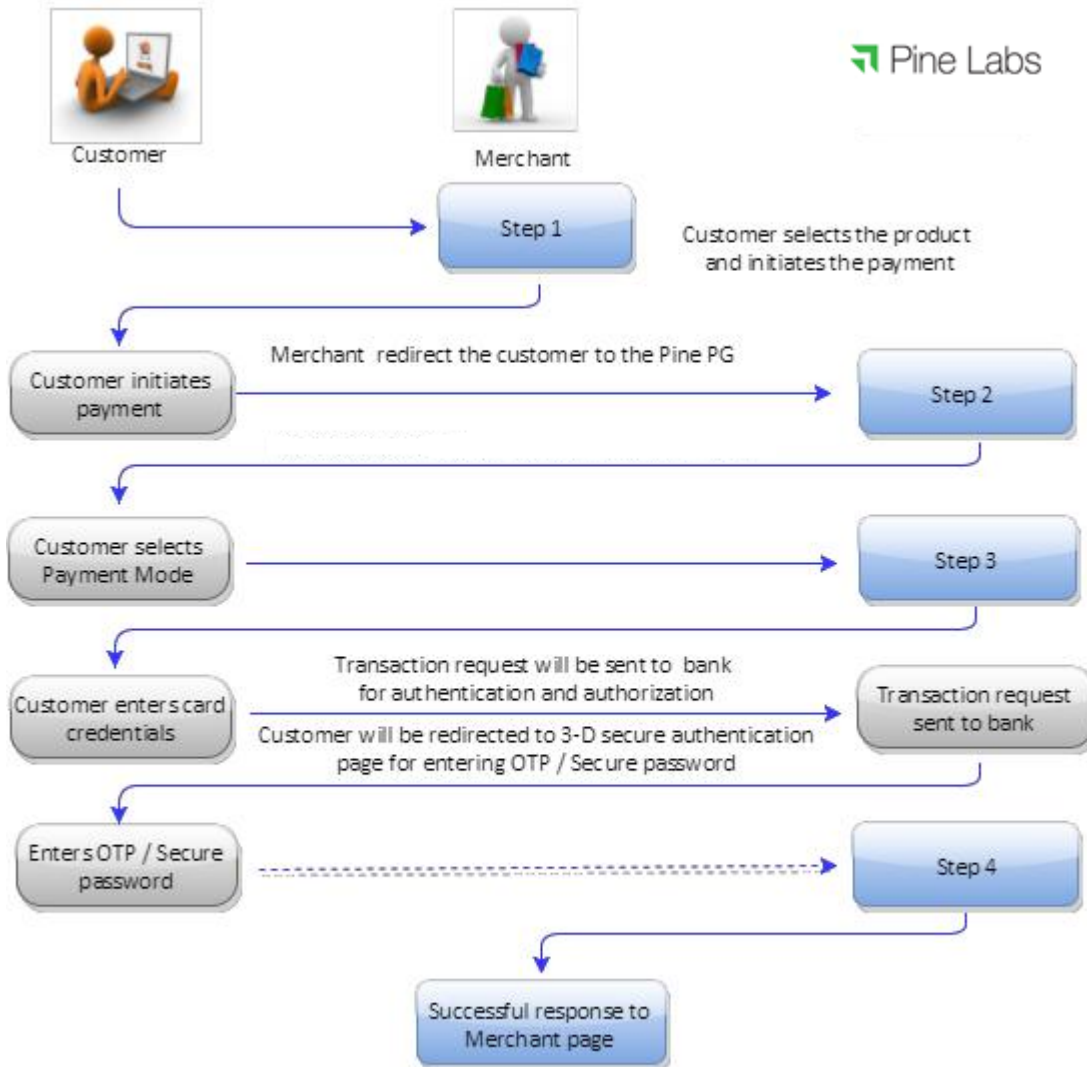 Pine Labs
Customer
Merchant
Step 1
Customer selects the product
and initiates the payment
Merchant redirect the customer to the Pine PG
Customer initiates
payment
Step 2
Customer selects
Payment Mode
Step 3
Transaction request will be sent to bank
for authentication and authorization
Customer enters card
credentials
Transaction request
sent to bank
Customer will be redirected to 3-D secure authentication
page for entering OTP / Secure password
Enters OTP / Secure
password
Step 4
Successful response to
Merchant page